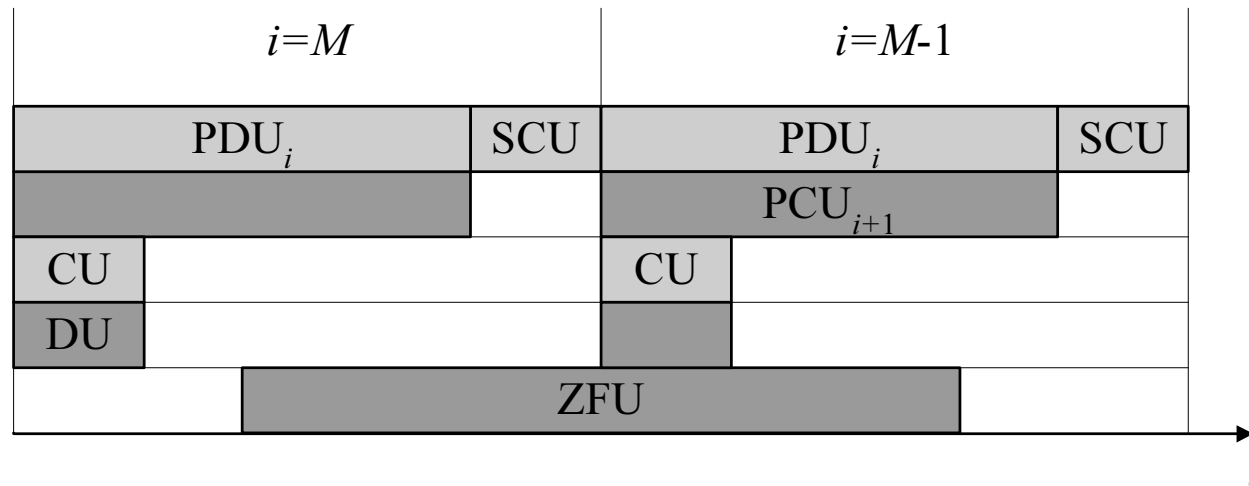 i=M i=M-1
PDUi SCU PDUi SCU
PCUi+1
CU CU
DU
ZFU